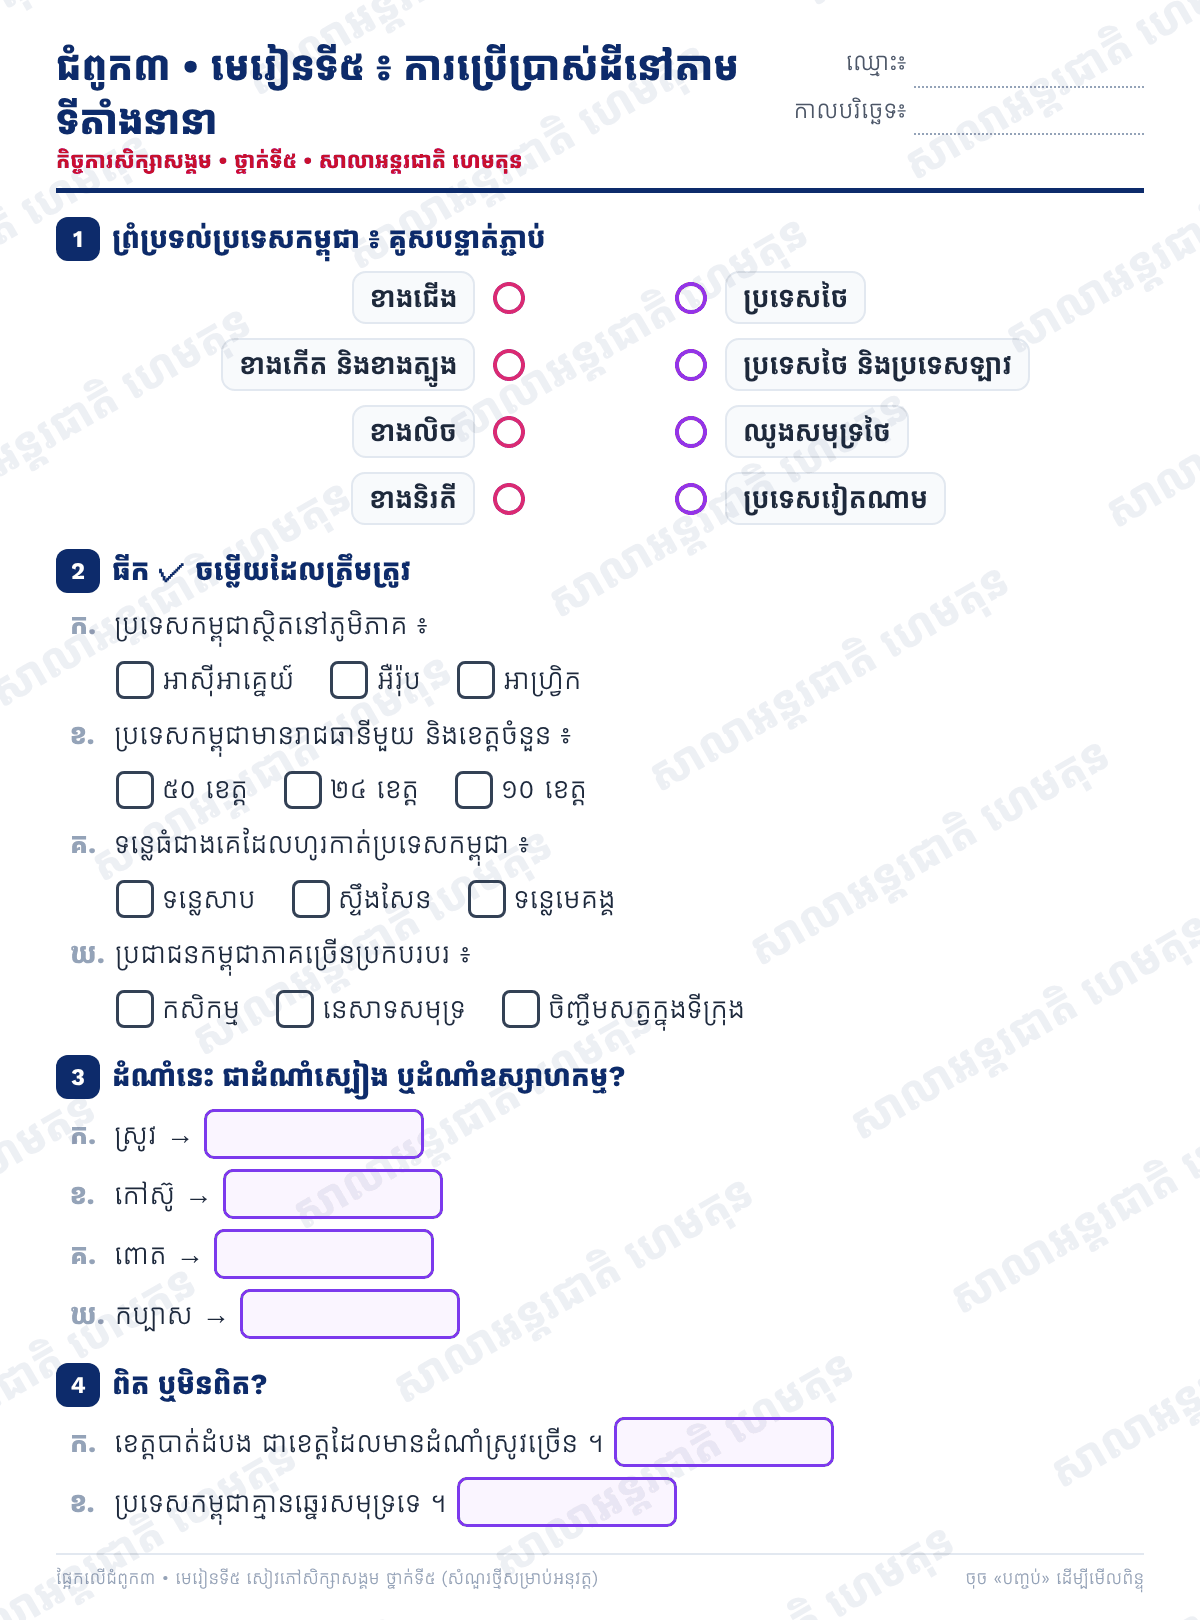 ជំពូក៣ • មេរៀនទី៥ ៖ ការប្រើប្រាស់ដីនៅតាម
ទីតាំងនានា
កិច្ចការសិក្សាសង្គម • ថ្នាក់ទី៥ • សាលាអន្តរជាតិ ហេមតុន
ឈ្មោះ៖
កាលបរិច្ឆេទ៖
1 ព្រំប្រទល់ប្រទេសកម្ពុជា ៖ គូសបន្ទាត់ភ្ជាប់
ខាងជើង ប្រទេសថៃ
ខាងកើត និងខាងត្បូង ប្រទេសថៃ និងប្រទេសឡាវ
ខាងលិច ឈូងសមុទ្រថៃ
ខាងនិរតី ប្រទេសវៀតណាម
2 ធីក ✓ ចម្លើយដែលត្រឹមត្រូវ
ក. ប្រទេសកម្ពុជាស្ថិតនៅភូមិភាគ ៖
អាស៊ីអាគ្នេយ៍ អឺរ៉ុប អាហ្វ្រិក
ខ. ប្រទេសកម្ពុជាមានរាជធានីមួយ និងខេត្តចំនួន ៖
៥០ ខេត្ត ២៤ ខេត្ត ១០ ខេត្ត
គ. ទន្លេធំជាងគេដែលហូរកាត់ប្រទេសកម្ពុជា ៖
ទន្លេសាប ស្ទឹងសែន ទន្លេមេគង្គ
ឃ. ប្រជាជនកម្ពុជាភាគច្រើនប្រកបរបរ ៖
កសិកម្ម នេសាទសមុទ្រ ចិញ្ចឹមសត្វក្នុងទីក្រុង
3 ដំណាំនេះ ជាដំណាំស្បៀង ឬដំណាំឧស្សាហកម្ម?
ក. ស្រូវ →
ខ. កៅស៊ូ →
គ. ពោត →
ឃ. កប្បាស →
4 ពិត ឬមិនពិត?
ក. ខេត្តបាត់ដំបង ជាខេត្តដែលមានដំណាំស្រូវច្រើន ។
ខ. ប្រទេសកម្ពុជាគ្មានឆ្នេរសមុទ្រទេ ។
ផ្អែកលើជំពូក៣ • មេរៀនទី៥ សៀវភៅសិក្សាសង្គម ថ្នាក់ទី៥ (សំណួរថ្មីសម្រាប់អនុវត្ត)
ចុច «បញ្ចប់» ដើម្បីមើលពិន្ទុ